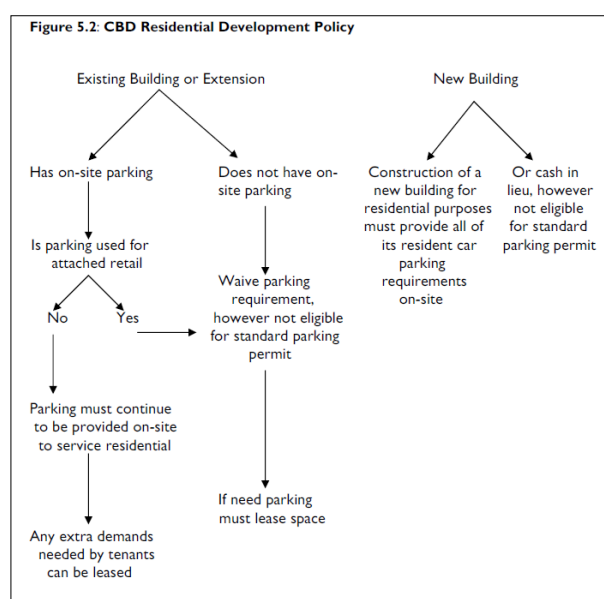 Figure 5.2: CBD Residential Development Policy
Existing Building or Extension
New Building
Has on-site parking
Does not have on-
site parking
Construction of a
new building for
residential purposes
must provide all of
its resident car
parking
requirements
on-site
Or cash in
lieu, however
not eligible
for standard
parking permit
Is parking used for
attached retail
No
Yes
Waive parking
requirement,
however not eligible
for standard parking
permit
Parking must continue
to be provided on-site
to service residential
If need parking
must lease space
Any extra demands
needed by tenants
can be leased